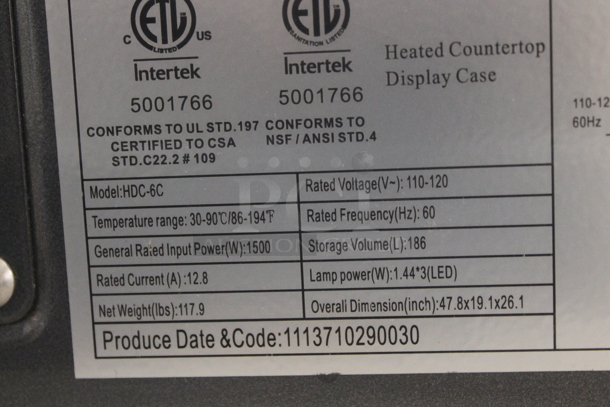 ETL
C US
LISTED
Intertek
5001766
CONFORMS TO UL STD.197
CERTIFIED TO CSA
STD.C22.2 # 109
ETL
SANITATION LISTED
Intertek
5001766
CONFORMS TO
NSF / ANSI STD.4
Heated Countertop
Display Case
110-12
60Hz
Model:HDC-6C
Rated Voltage(V~): 110-120
Temperature range: 30-90℃/86-194℉
Rated Frequency(Hz): 60
General Rated Input Power(W):1500
Storage Volume(L): 186
Rated Current (A) :12.8
Lamp power(W):1.44*3(LED)
Net Weight(lbs): 117.9
Overall Dimension(inch):47.8x19.1x26.1
Produce Date &Code:1113710290030